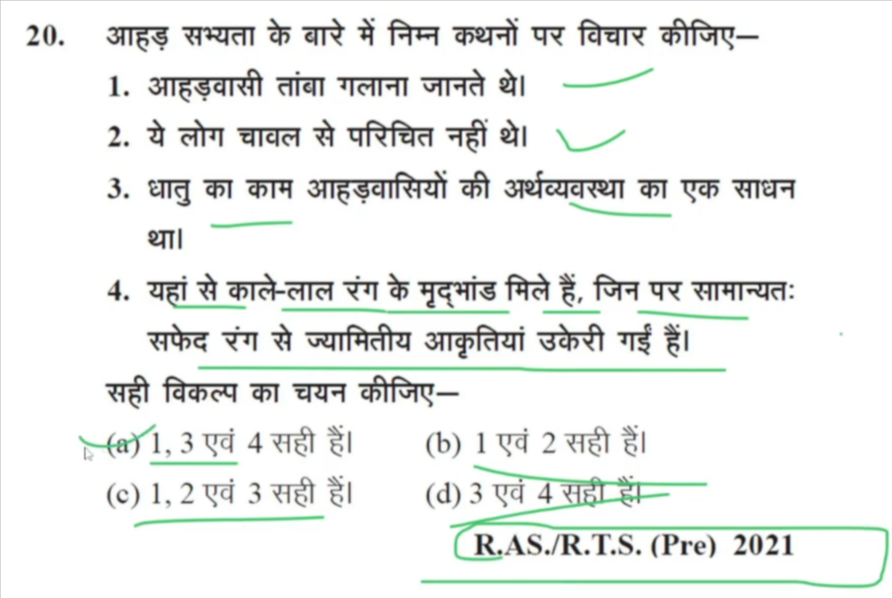 20. आहड़ सभ्यता के बारे में निम्न कथनों पर विचार कीजिए—
1. आहड़वासी तांबा गलाना जानते थे।
2. ये लोग चावल से परिचित नहीं थे।
3. धातु का काम आहड़वासियों की अर्थव्यवस्था का एक साधन
था।
4. यहां से काले-लाल रंग के मृद्भांड मिले हैं, जिन पर सामान्यतः
सफेद रंग से ज्यामितीय आकृतियां उकेरी गईं हैं।
सही विकल्प का चयन कीजिए—
(a) 1, 3 एवं 4 सही हैं। (b) 1 एवं 2 सही हैं।
(c) 1, 2 एवं 3 सही हैं। (d) 3 एवं 4 सही हैं।
R.AS./R.T.S. (Pre) 2021